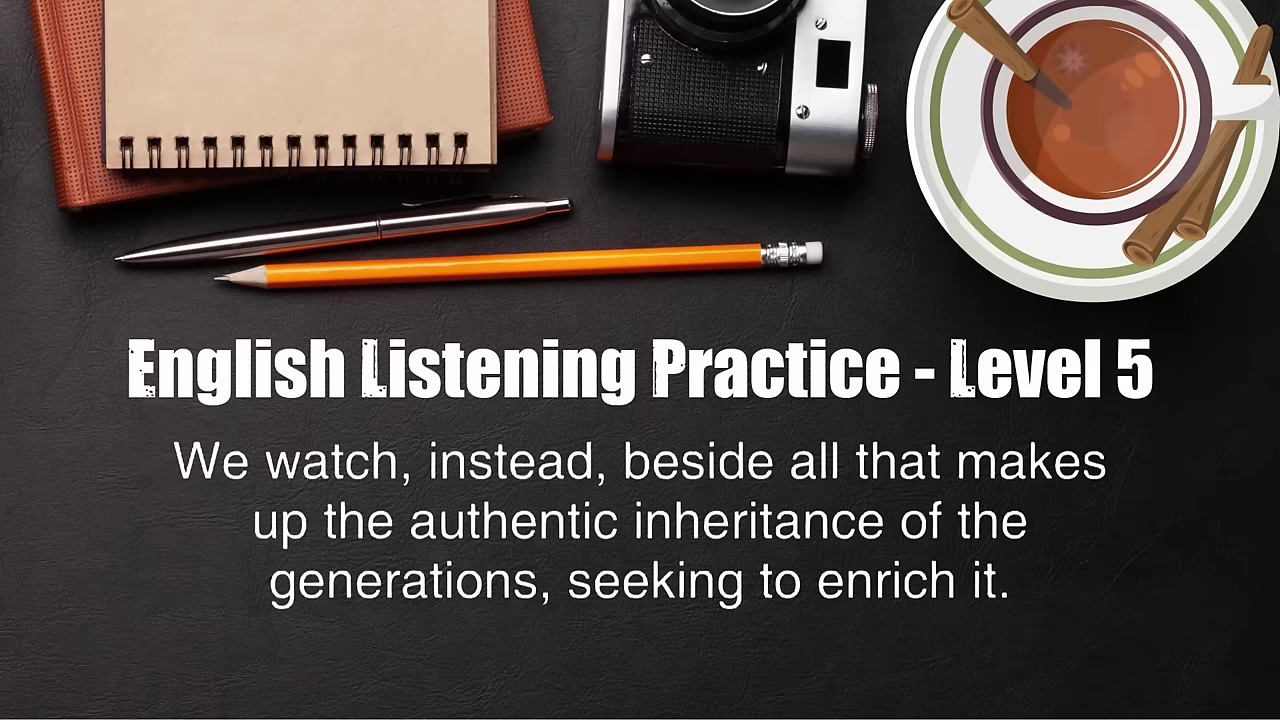 English Listening Practice - Level 5
We watch, instead, beside all that makes
up the authentic inheritance of the
generations, seeking to enrich it.